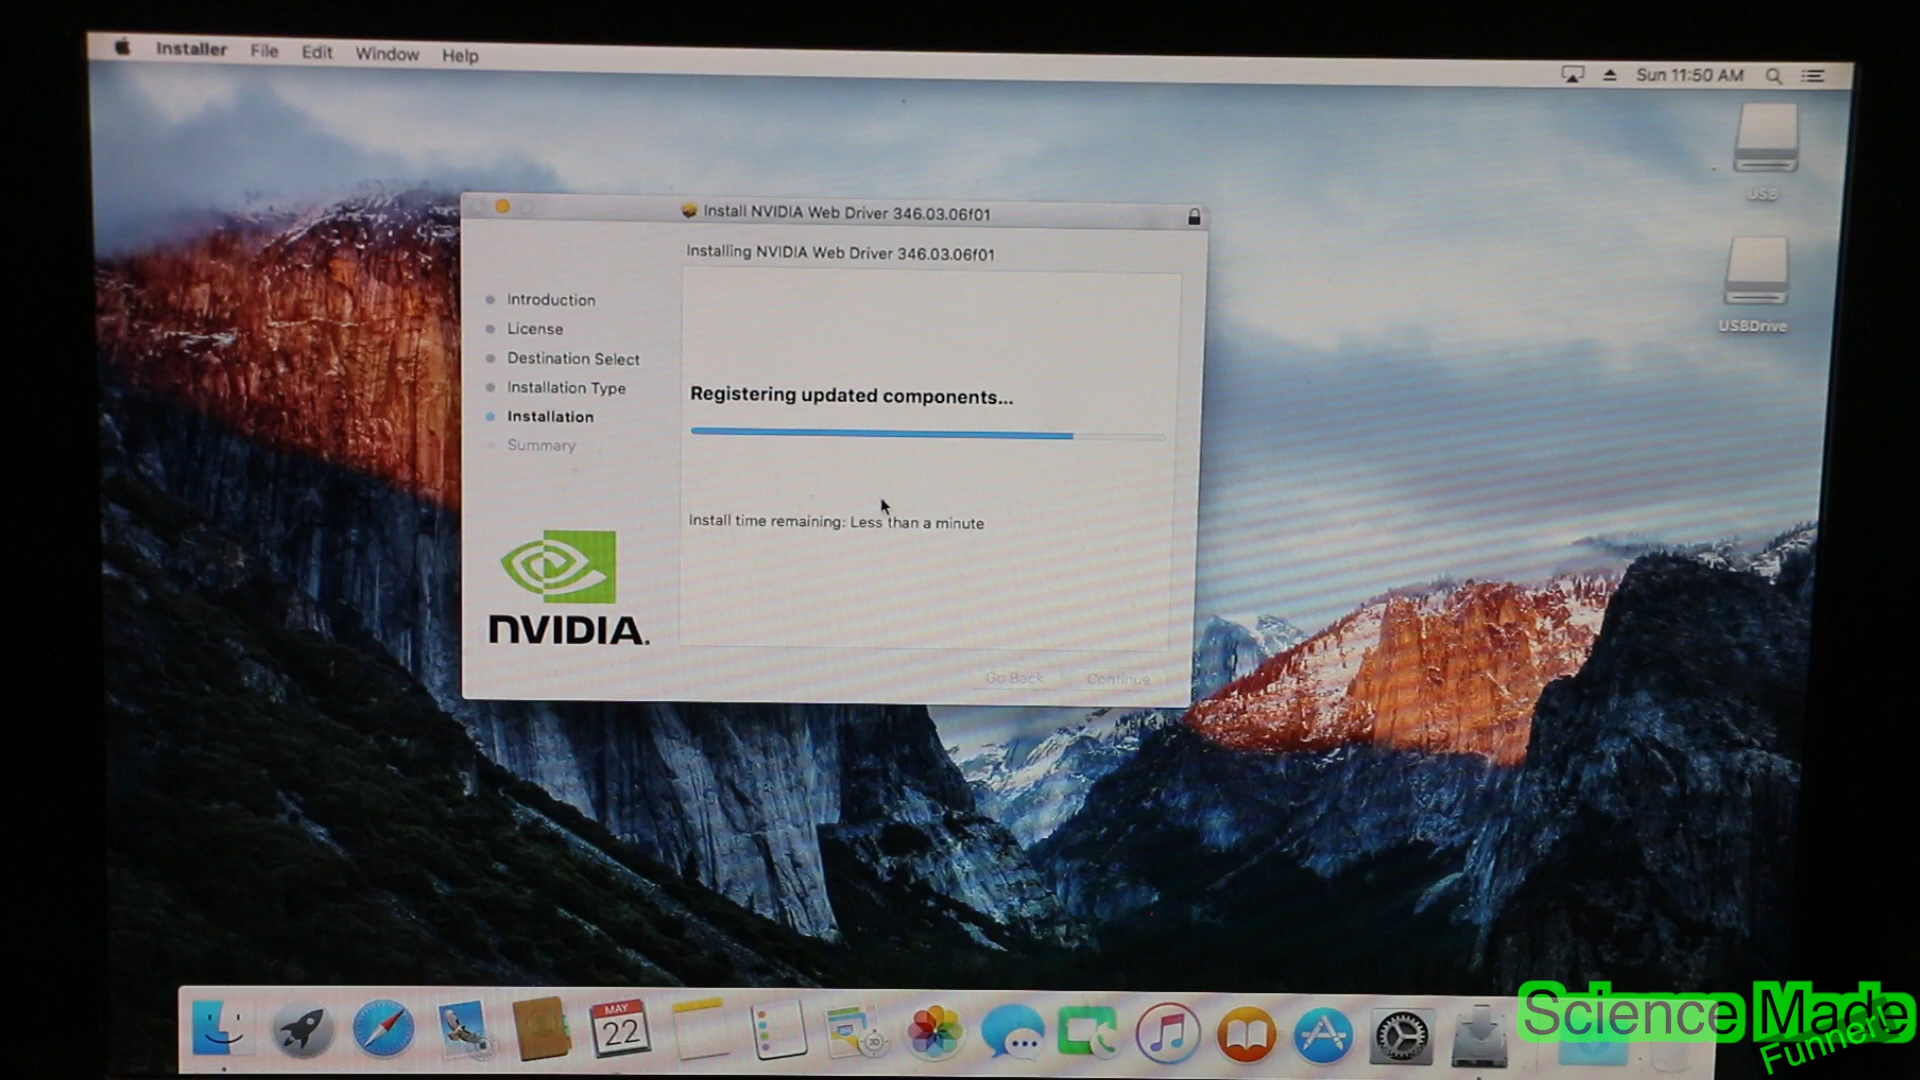 Installer File Edit Window Help
Sun 11:50 AM
USB
USBDrive
Install NVIDIA Web Driver 346.03.06f01
Installing NVIDIA Web Driver 346.03.06f01
Introduction
License
Destination Select
Installation Type
Installation
Summary
Registering updated components...
Install time remaining: Less than a minute
NVIDIA.
Go Back Continue
MAY
22
3D
Science Made
Funner!